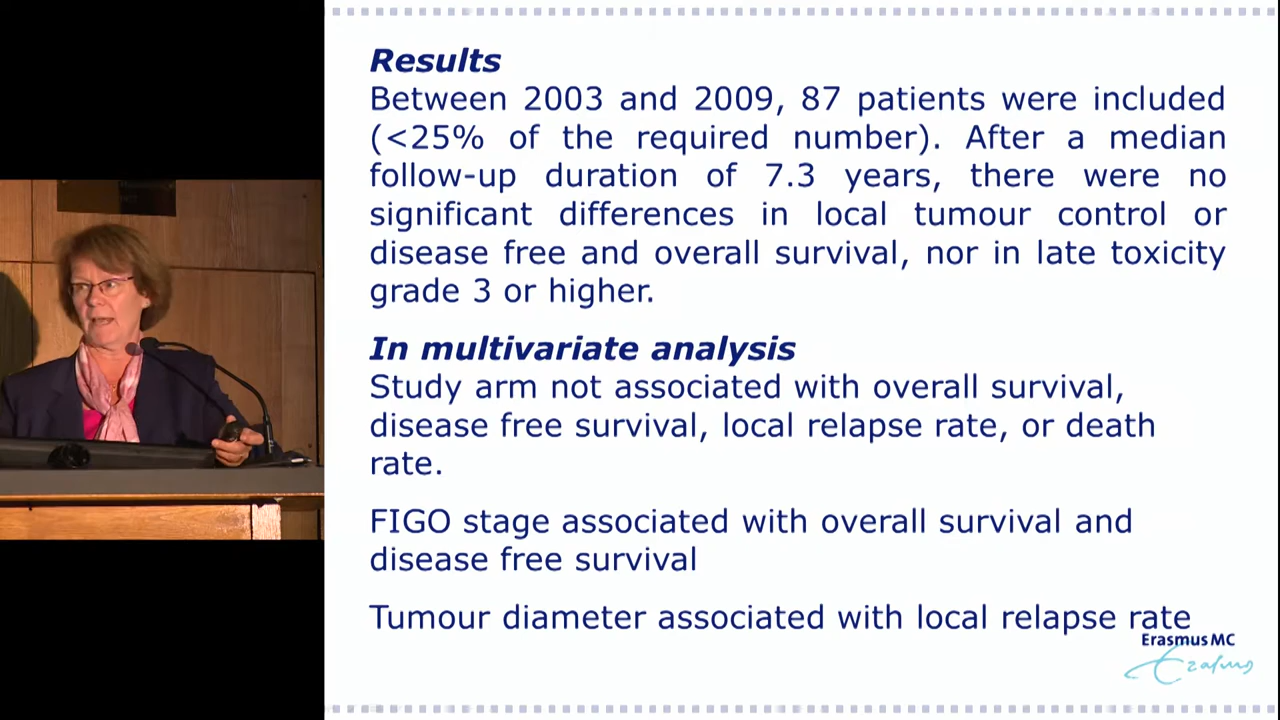 Results
Between 2003 and 2009, 87 patients were included
(<25% of the required number). After a median
follow-up duration of 7.3 years, there were no
significant differences in local tumour control or
disease free and overall survival, nor in late toxicity
grade 3 or higher.
In multivariate analysis
Study arm not associated with overall survival,
disease free survival, local relapse rate, or death
rate.
FIGO stage associated with overall survival and
disease free survival
Tumour diameter associated with local relapse rate
Erasmus MC
Erasmus